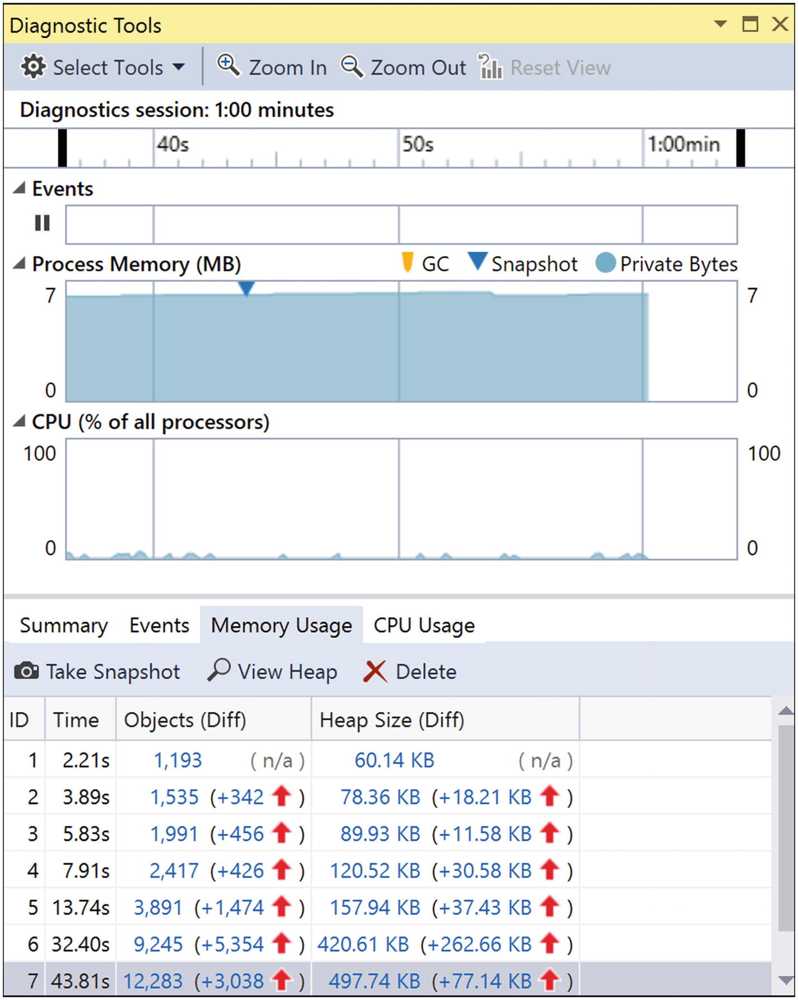 Diagnostic Tools
Select Tools Zoom In Zoom Out Reset View
Diagnostics session: 1:00 minutes
40s 50s 1:00min
Events
Process Memory (MB) GC Snapshot Private Bytes
7 7
0 0
CPU (% of all processors)
100 100
0 0
Summary Events Memory Usage CPU Usage
Take Snapshot View Heap Delete
ID Time Objects (Diff) Heap Size (Diff)
1 2.21s 1,193 ( n/a ) 60.14 KB ( n/a )
2 3.89s 1,535 (+342 ) 78.36 KB (+18.21 KB )
3 5.83s 1,991 (+456 ) 89.93 KB (+11.58 KB )
4 7.91s 2,417 (+426 ) 120.52 KB (+30.58 KB )
5 13.74s 3,891 (+1,474 ) 157.94 KB (+37.43 KB )
6 32.40s 9,245 (+5,354 ) 420.61 KB (+262.66 KB )
7 43.81s 12,283 (+3,038 ) 497.74 KB (+77.14 KB )